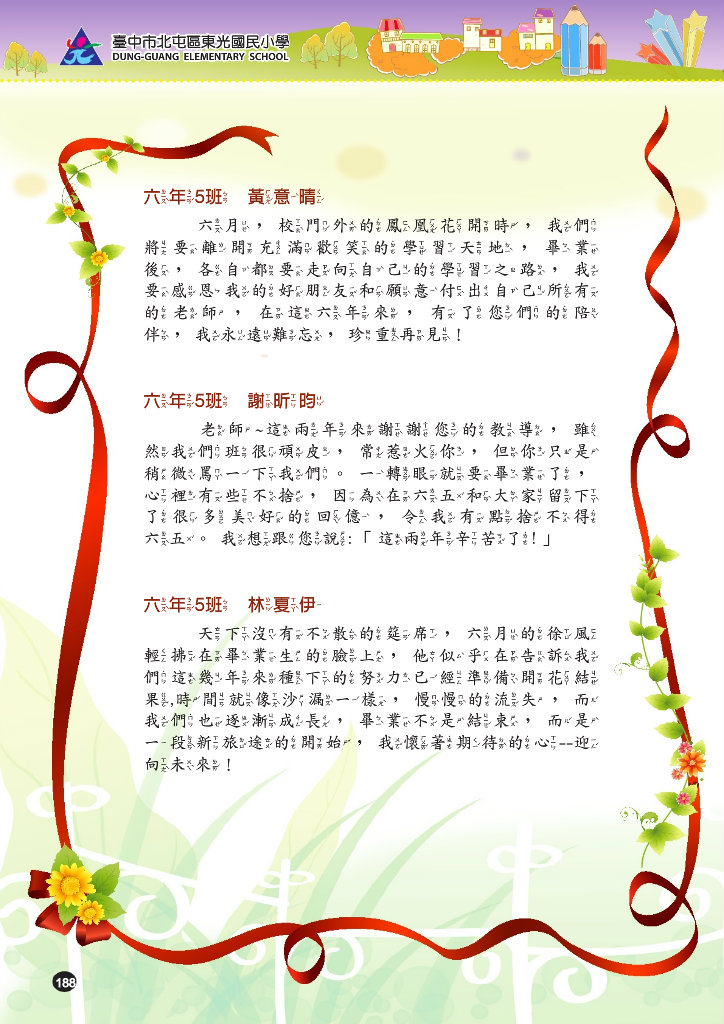 臺中市北屯區東光國民小學
DUNG-GUANG ELEMENTARY SCHOOL
六年5班 黃意晴
六月，校門外的鳳凰花開時，我們
將要離開充滿歡笑的學習天地，畢業
後，各自都要走向自己的學習之路，我
要感恩我的好朋友和願意付出自己所有
的老師，在這六年來，有了您們的陪
伴，我永遠難忘，珍重再見！
六年5班 謝昕昀
老師~這兩年來謝謝您的教導，雖
然我們班很頑皮，常惹火你，但你只是
稍微罵一下我們。一轉眼就要畢業了，
心裡有些不捨，因為在六五和大家留下
了很多美好的回憶，令我有點捨不得
六五。我想跟您說:「這兩年辛苦了!」
六年5班 林夏伊
天下沒有不散的筵席，六月的徐風
輕拂在畢業生的臉上，他似乎在告訴我
們這幾年來種下的努力已經準備開花結
果,時間就像沙漏一樣，慢慢的流失，而
我們也逐漸成長，畢業不是結束，而是
一段新旅途的開始，我懷著期待的心--迎
向未來！
188